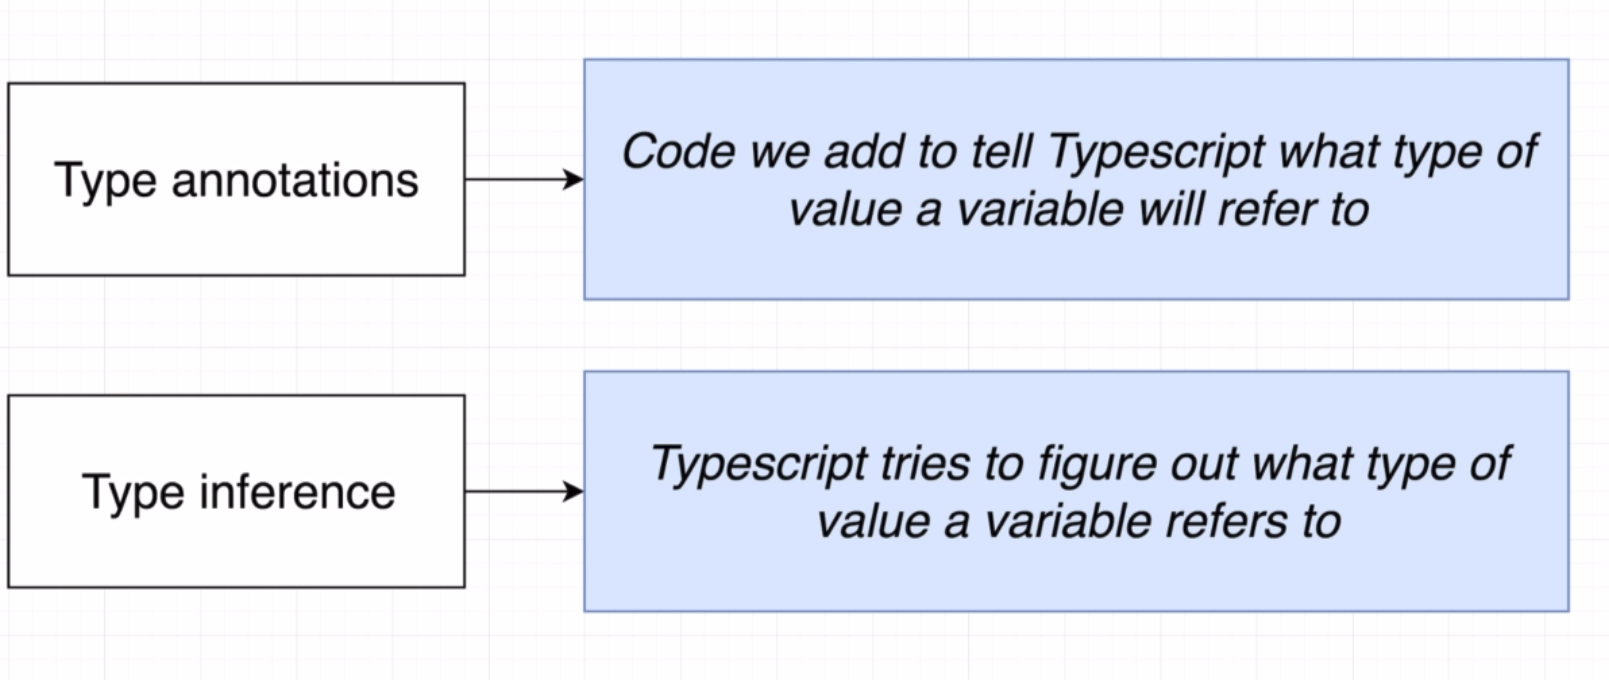 Type annotations
Code we add to tell Typescript what type of
value a variable will refer to
Type inference
Typescript tries to figure out what type of
value a variable refers to